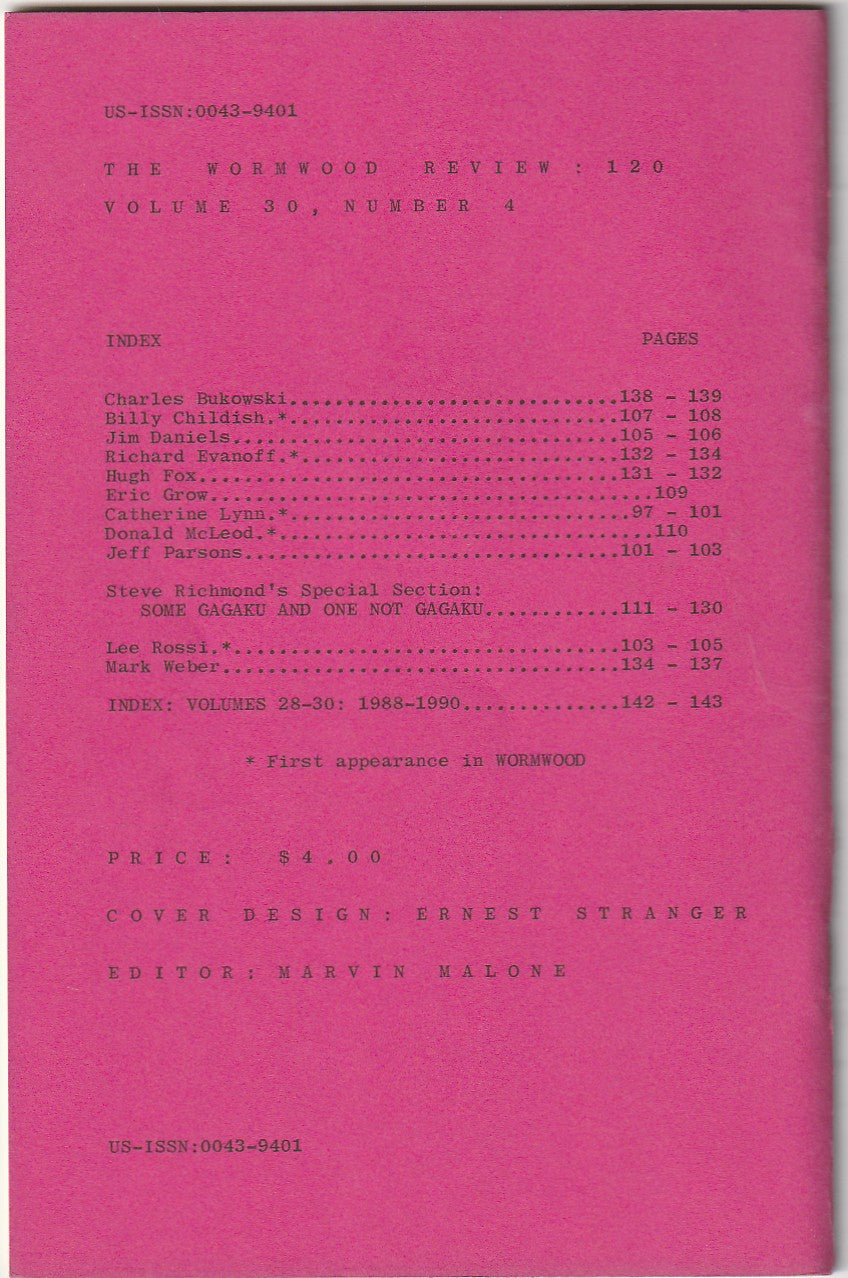 US-ISSN:0043-9401
THE WORMWOOD REVIEW: 120
VOLUME 30, NUMBER 4
INDEX PAGES
Charles Bukowski.............................138 - 139
Billy Childish.*.............................107 - 108
Jim Daniels..................................105 - 106
Richard Evanoff.*............................132 - 134
Hugh Fox.....................................131 - 132
Eric Grow.......................................109
Catherine Lynn.*..............................97 - 101
Donald McLeod.*.................................110
Jeff Parsons.................................101 - 103
Steve Richmond's Special Section:
SOME GAGAKU AND ONE NOT GAGAKU............111 - 130
Lee Rossi.*..................................103 - 105
Mark Weber...................................134 - 137
INDEX: VOLUMES 28-30: 1988-1990..............142 - 143
* First appearance in WORMWOOD
PRICE: $4.00
COVER DESIGN: ERNEST STRANGER
EDITOR: MARVIN MALONE
US-ISSN:0043-9401